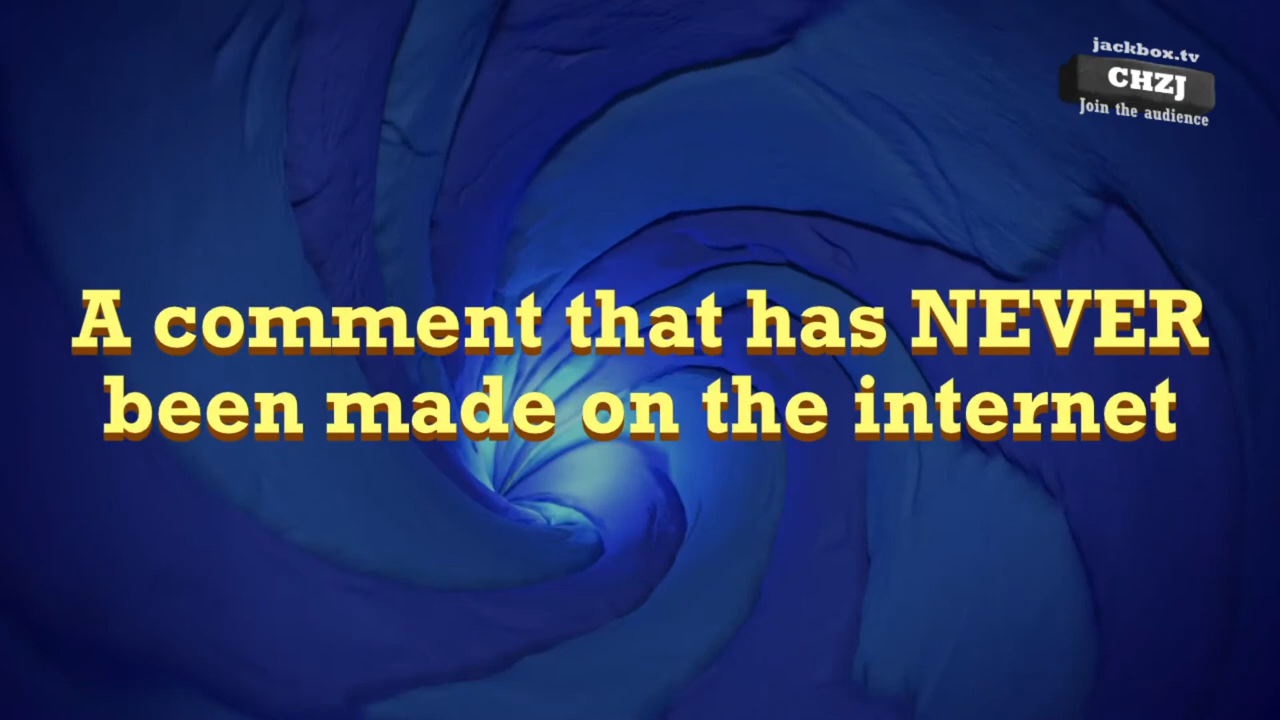 jackbox.tv
CHZJ
Join the audience
A comment that has NEVER
been made on the internet